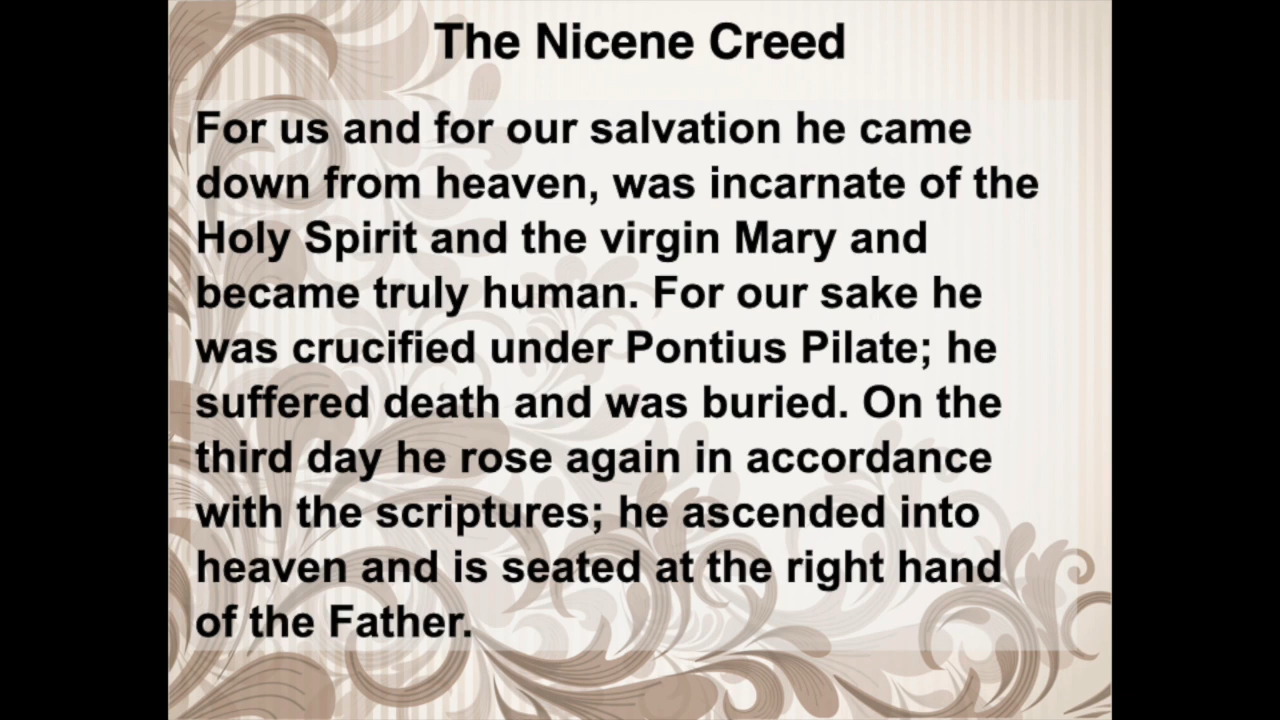 The Nicene Creed
For us and for our salvation he came
down from heaven, was incarnate of the
Holy Spirit and the virgin Mary and
became truly human. For our sake he
was crucified under Pontius Pilate; he
suffered death and was buried. On the
third day he rose again in accordance
with the scriptures; he ascended into
heaven and is seated at the right hand
of the Father.